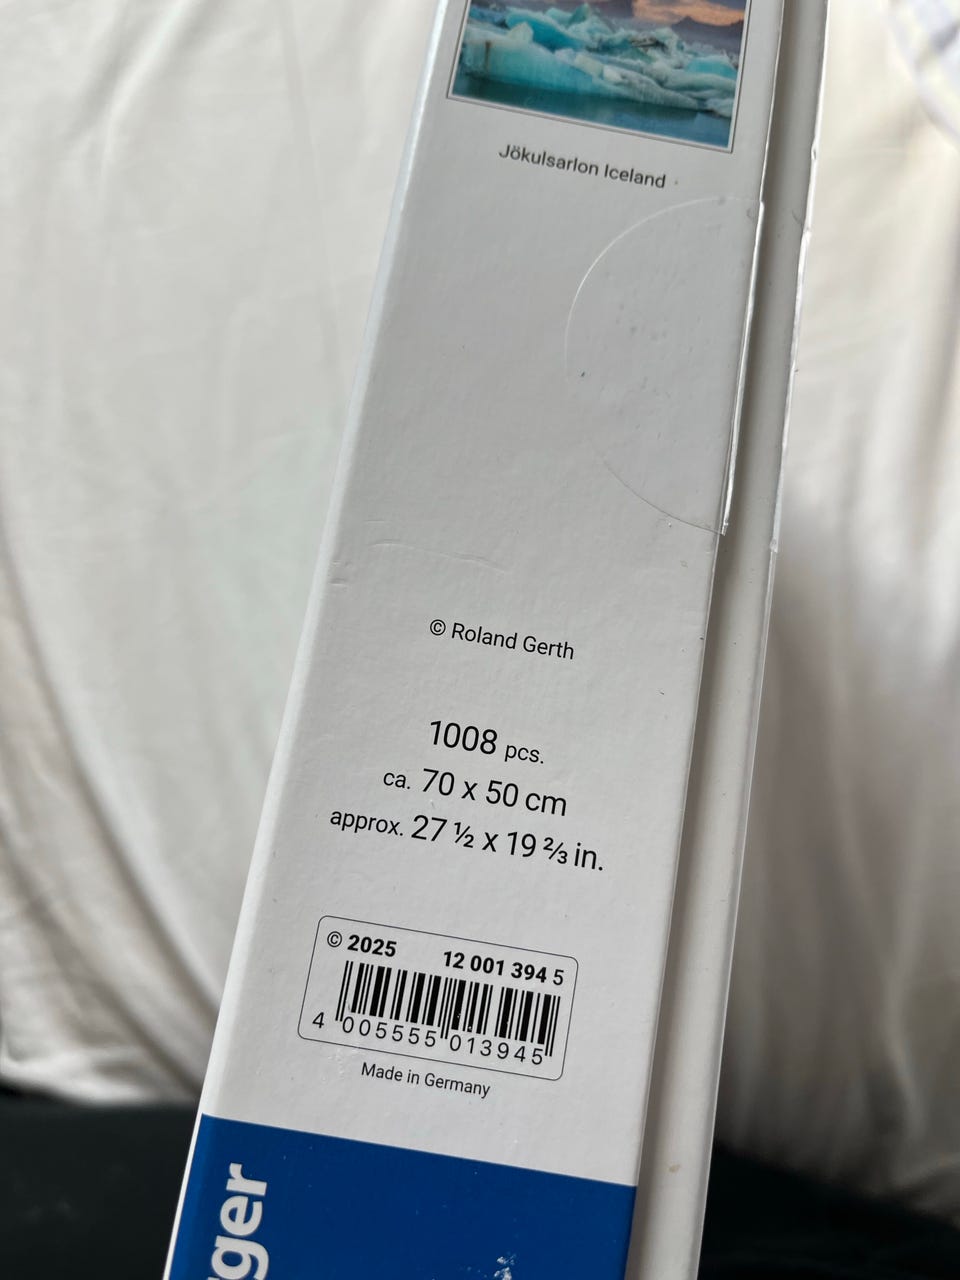 Jökulsarlon Iceland
© Roland Gerth
1008 pcs.
ca. 70 x 50 cm
approx. 27 ½ x 19 ⅔ in.
© 2025 12 001 394 5
4 005555 013945
Made in Germany
ger